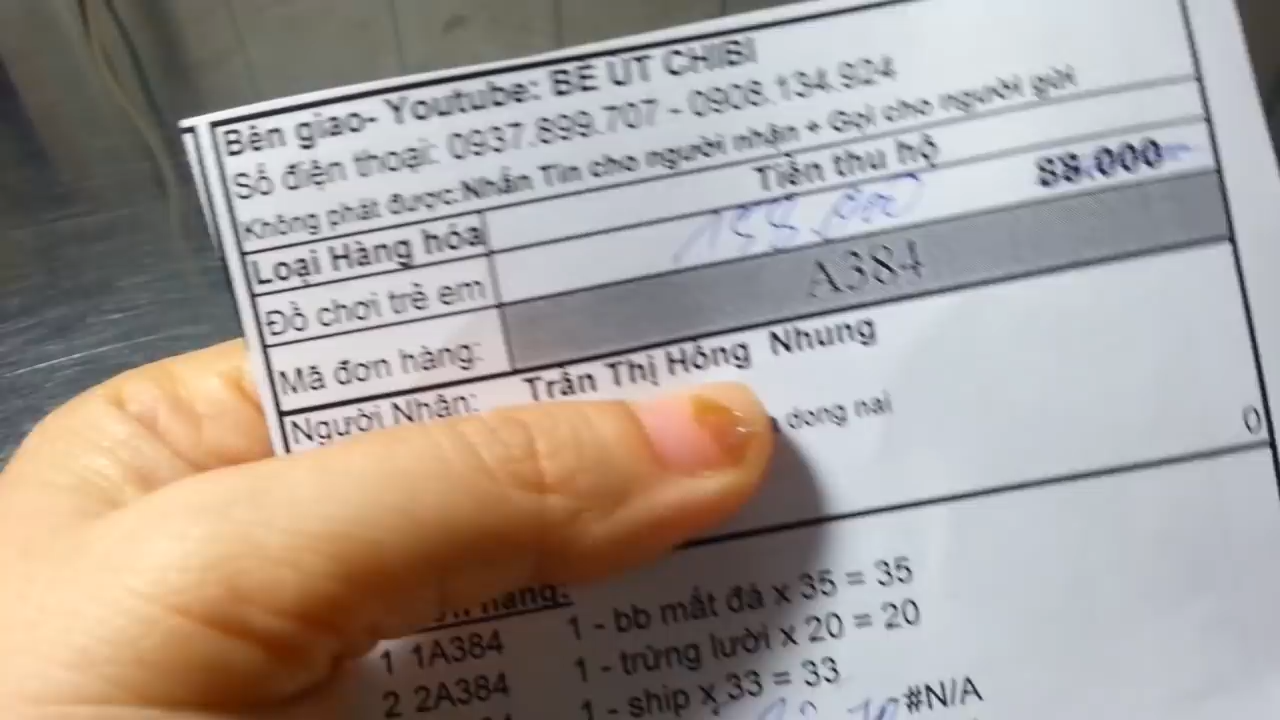 Bên giao- Youtube: BÉ ÚT CHIBI
Số điện thoại: 0937.899.707 - 0908.134.924
Không phát được:Nhắn Tin cho người nhận + Gọi cho người gửi
Loại Hàng hóa Tiền thu hộ
Đồ chơi trẻ em 88.000
Mã đơn hàng: A384
Người Nhận: Trần Thị Hồng Nhung
dong nai
0
hàng:
1 1A384 1 - bb mắt đá x 35 = 35
2 2A384 1 - trứng lười x 20 = 20
1 - ship x 33 = 33
#N/A